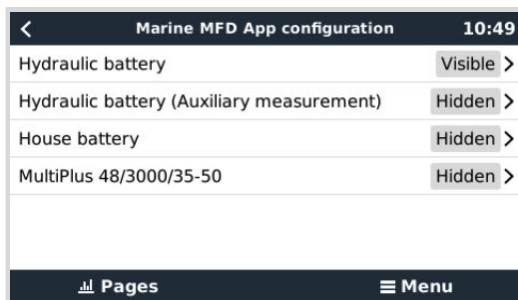 Marine MFD App configuration 10:49
Hydraulic battery Visible
Hydraulic battery (Auxiliary measurement) Hidden
House battery Hidden
MultiPlus 48/3000/35-50 Hidden
Pages Menu